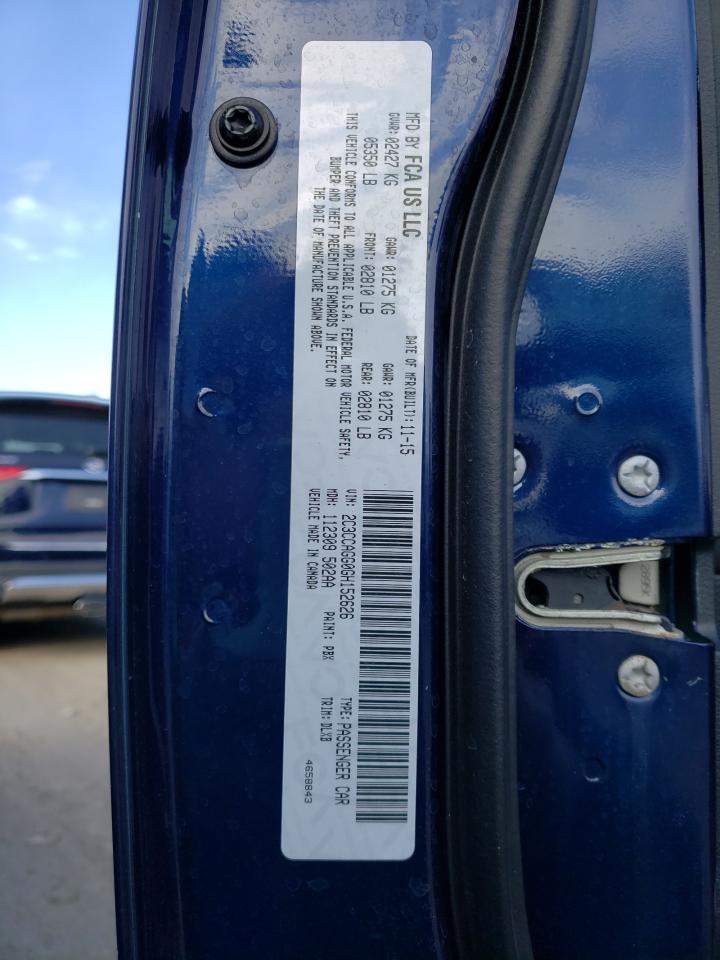 MFD BY FCA US LLC
DATE OF MFR(BUILT): 11-15
GVWR: 02427 KG GAWR: 01275 KG GAWR: 01275 KG
05350 LB FRONT: 02810 LB REAR: 02810 LB
THIS VEHICLE CONFORMS TO ALL APPLICABLE U.S.A. FEDERAL MOTOR VEHICLE SAFETY,
BUMPER AND THEFT PREVENTION STANDARDS IN EFFECT ON
THE DATE OF MANUFACTURE SHOWN ABOVE.
VIN: 2C3CCAGG0GH152626 TYPE: PASSENGER CAR
MDH: 112309 502AA PAINT: PBX TRIM: DLXB
VEHICLE MADE IN CANADA 4658843